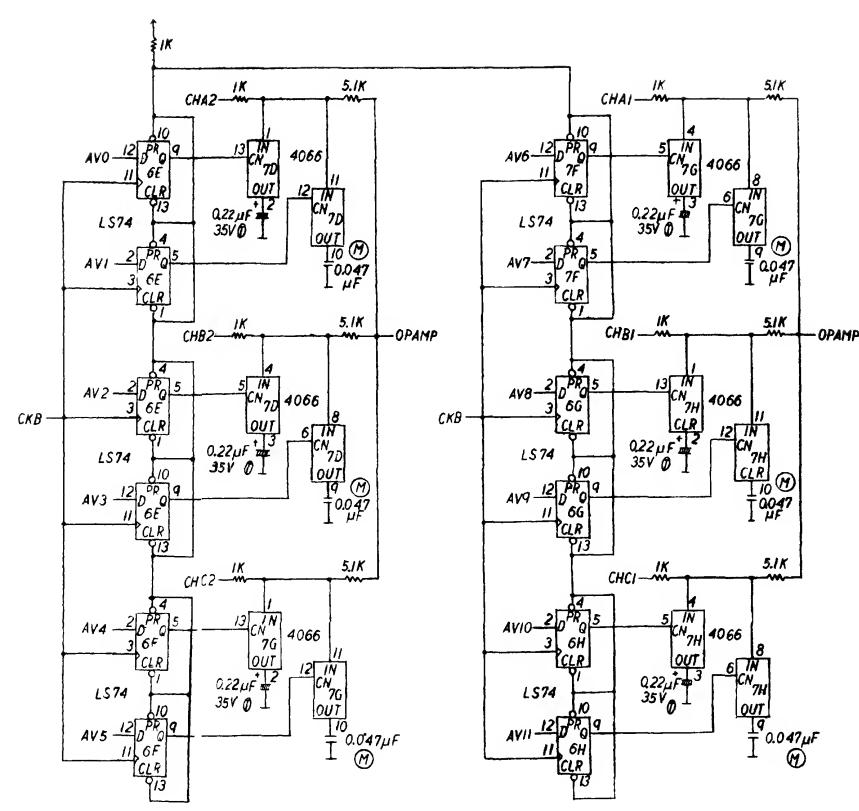 1K
CHA2 1K 5.1K
CHA1 1K 5.1K
10
AV0 12 D PR Q 9
6E
11 CLR
13
13 CN 1 IN 7D OUT 2
4066
0.22µF 35V
+
12 CN 11 IN 7D OUT 10
M
0.047 µF
LS74
4
AV1 2 D PR Q 5
6E
3 CLR
1
10
AV6 12 D PR Q 9
7F
11 CLR
13
5 CN 4 IN 7G OUT 3
4066
0.22µF 35V
+
6 CN 8 IN 7G OUT 9
M
0.047 µF
LS74
4
AV7 2 D PR Q 5
7F
3 CLR
1
CHB2 1K 5.1K
OPAMP
CHB1 1K 5.1K
OPAMP
4
AV2 2 D PR Q 5
6E
CKB
3 CLR
1
5 CN 4 IN 7D OUT 3
4066
0.22µF 35V
+
6 CN 8 IN 7D OUT 9
M
0.047 µF
LS74
10
AV3 12 D PR Q 9
6E
11 CLR
13
4
AV8 2 D PR Q 5
6G
CKB
3 CLR
1
13 CN 1 IN 7H CLR 2
4066
0.22µF 35V
+
12 CN 11 IN 7H CLR 10
M
0.047 µF
LS74
10
AV9 12 D PR Q 9
6G
11 CLR
13
CHC2 1K 5.1K
CHC1 1K 5.1K
4
AV4 2 D PR Q 5
6F
3 CLR
1
13 CN 1 IN 7G OUT 2
4066
0.22µF 35V
+
12 CN 11 IN 7G OUT 10
0.047µF
M
LS74
10
AV5 12 D PR Q 9
6F
11 CLR
13
4
AV10 2 D PR Q 5
6H
3 CLR
1
5 CN 4 IN 7H OUT 3
4066
0.22µF 35V
+
6 CN 8 IN 7H OUT 9
0.047µF
M
LS74
10
AV11 12 D PR Q 9
6H
11 CLR
13